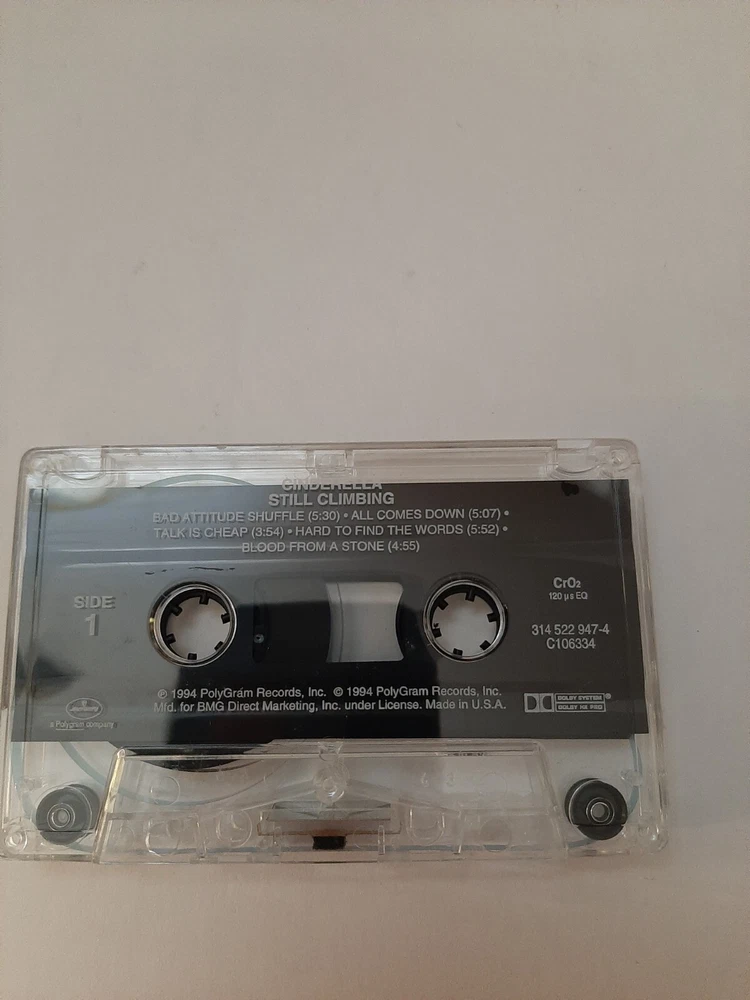 CINDERELLA
STILL CLIMBING
BAD ATTITUDE SHUFFLE (5:30) • ALL COMES DOWN (5:07) •
TALK IS CHEAP (3:54) • HARD TO FIND THE WORDS (5:52) •
BLOOD FROM A STONE (4:55)
SIDE
1
CrO2
120 µs EQ
314 522 947-4
C106334
Mercury
a PolyGram company
℗ 1994 PolyGram Records, Inc. © 1994 PolyGram Records, Inc.
Mfd. for BMG Direct Marketing, Inc. under License. Made in U.S.A.
DOLBY SYSTEM®
DOLBY HX PRO